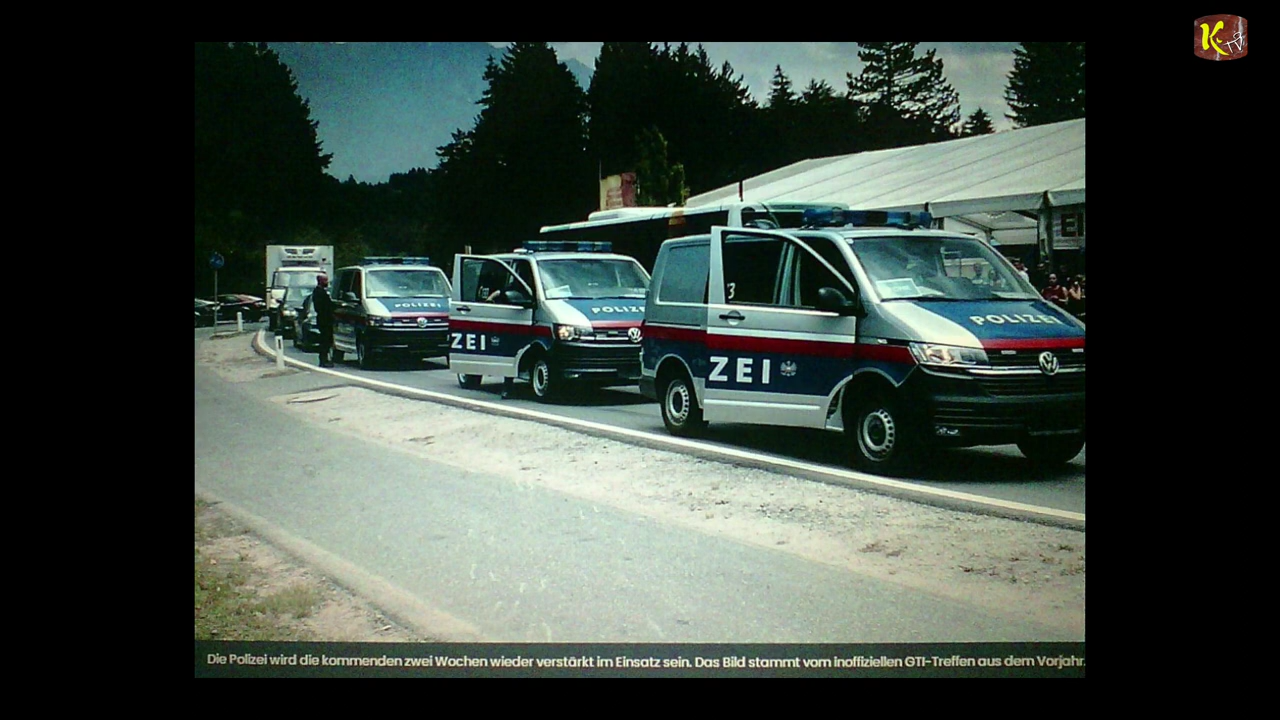 POLIZEI
POLIZEI
POLIZEI
ZEI
ZEI
3
Die Polizei wird die kommenden zwei Wochen wieder verstärkt im Einsatz sein. Das Bild stammt vom inoffiziellen GTI-Treffen aus dem Vorjahr.